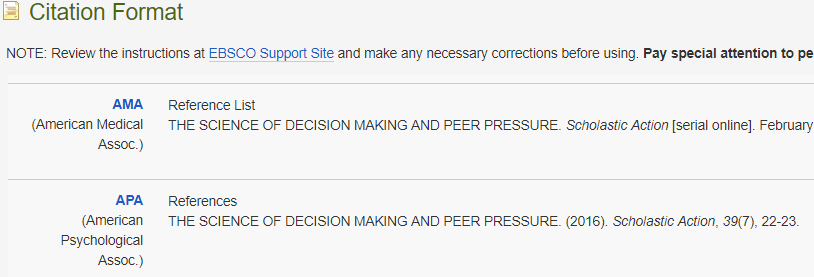 Citation Format
NOTE: Review the instructions at EBSCO Support Site and make any necessary corrections before using. Pay special attention to pe
AMA
(American Medical
Assoc.)
Reference List
THE SCIENCE OF DECISION MAKING AND PEER PRESSURE. Scholastic Action [serial online]. February
APA
(American
Psychological
Assoc.)
References
THE SCIENCE OF DECISION MAKING AND PEER PRESSURE. (2016). Scholastic Action, 39(7), 22-23.